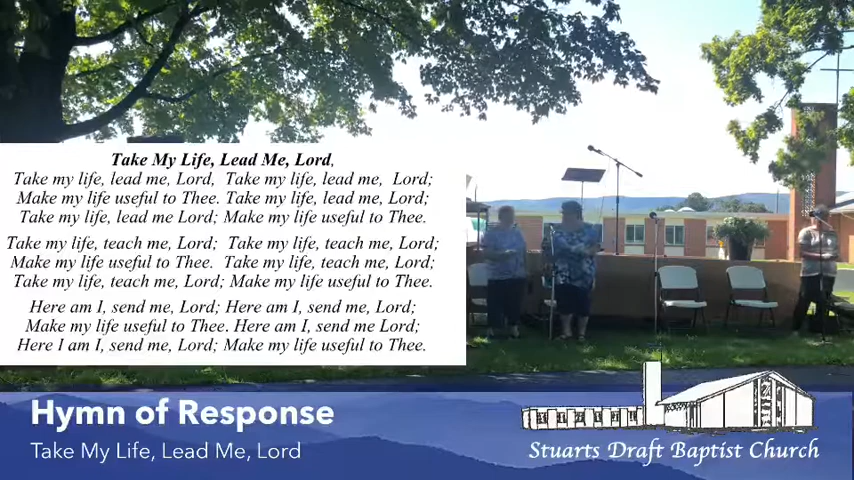 Take My Life, Lead Me, Lord,
Take my life, lead me, Lord, Take my life, lead me, Lord;
Make my life useful to Thee. Take my life, lead me, Lord;
Take my life, lead me Lord; Make my life useful to Thee.
Take my life, teach me, Lord; Take my life, teach me, Lord;
Make my life useful to Thee. Take my life, teach me, Lord;
Take my life, teach me, Lord; Make my life useful to Thee.
Here am I, send me, Lord; Here am I, send me, Lord;
Make my life useful to Thee. Here am I, send me Lord;
Here I am I, send me, Lord; Make my life useful to Thee.
Hymn of Response
Take My Life, Lead Me, Lord
Stuarts Draft Baptist Church